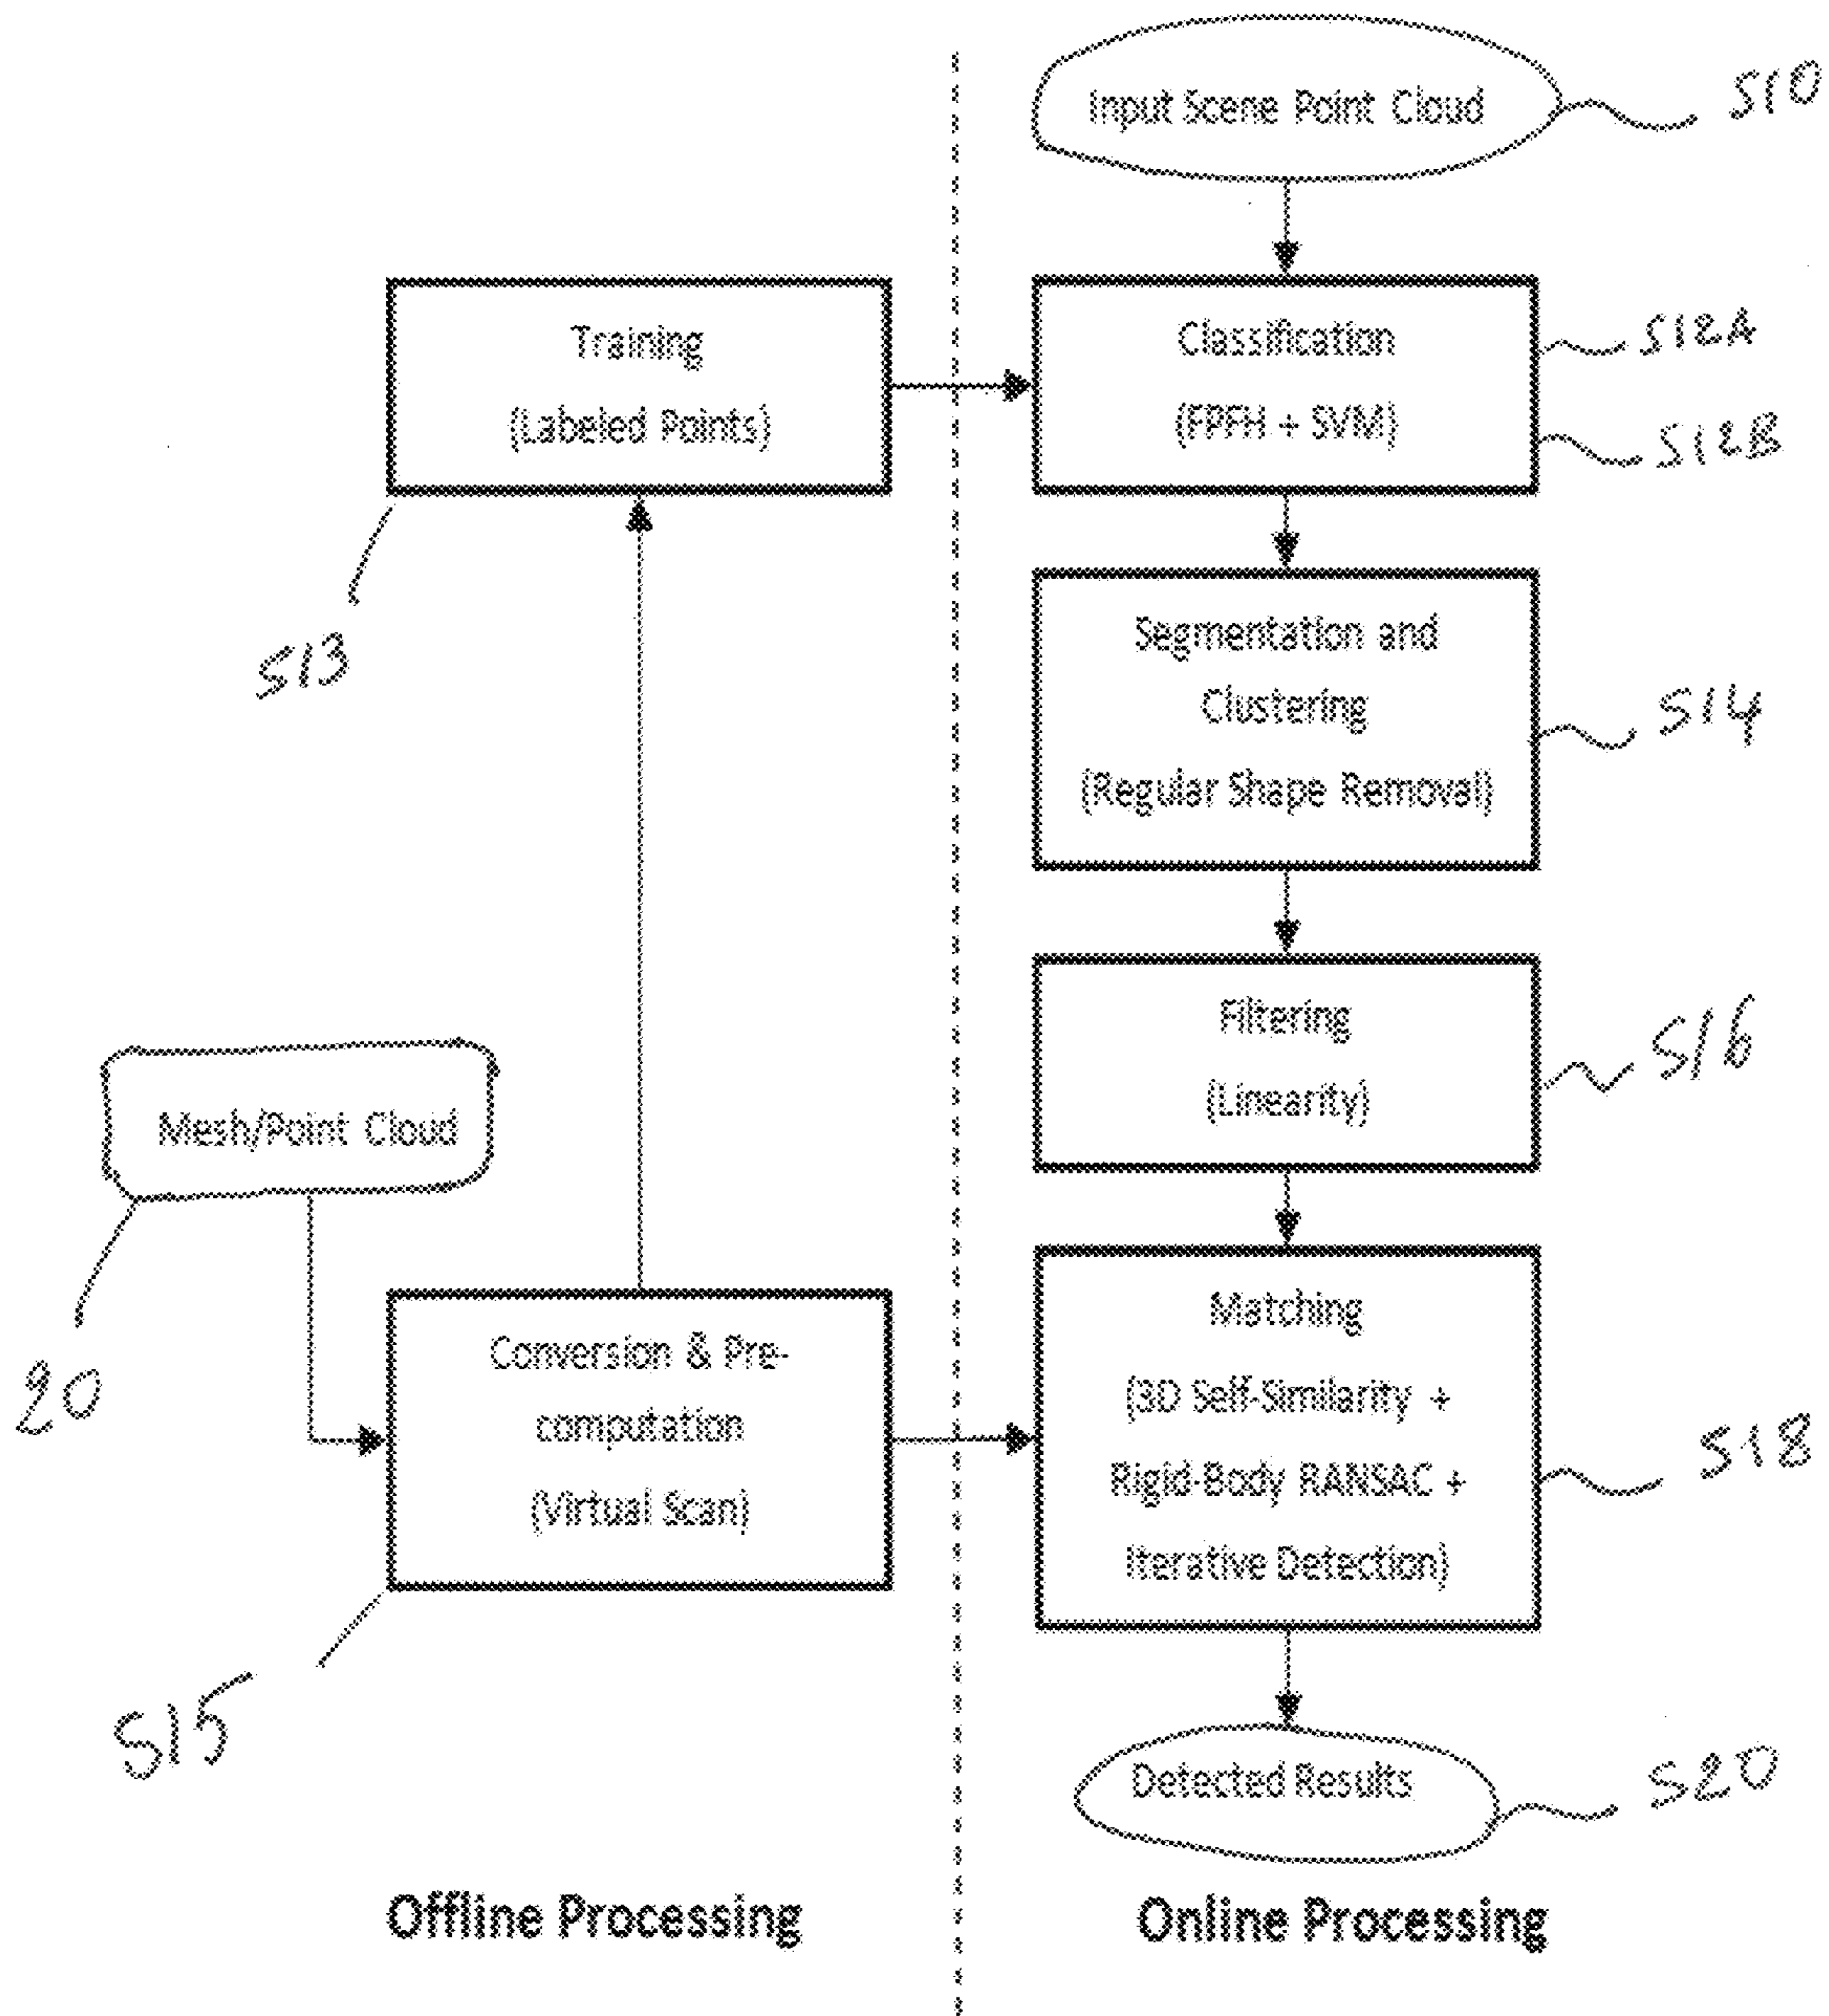 Input Scene Point Cloud
S10
Training
(Labeled Points)
S13
Classification
(FPFH + SVM)
S12A
S12B
Segmentation and
Clustering
(Regular Shape Removal)
S14
Filtering
(Linearity)
S16
Mesh/Point Cloud
20
Conversion & Pre-
computation
(Virtual Scan)
S15
Matching
(3D Self-Similarity +
Rigid-Body RANSAC +
Iterative Detection)
S18
Detected Results
S20
Offline Processing
Online Processing